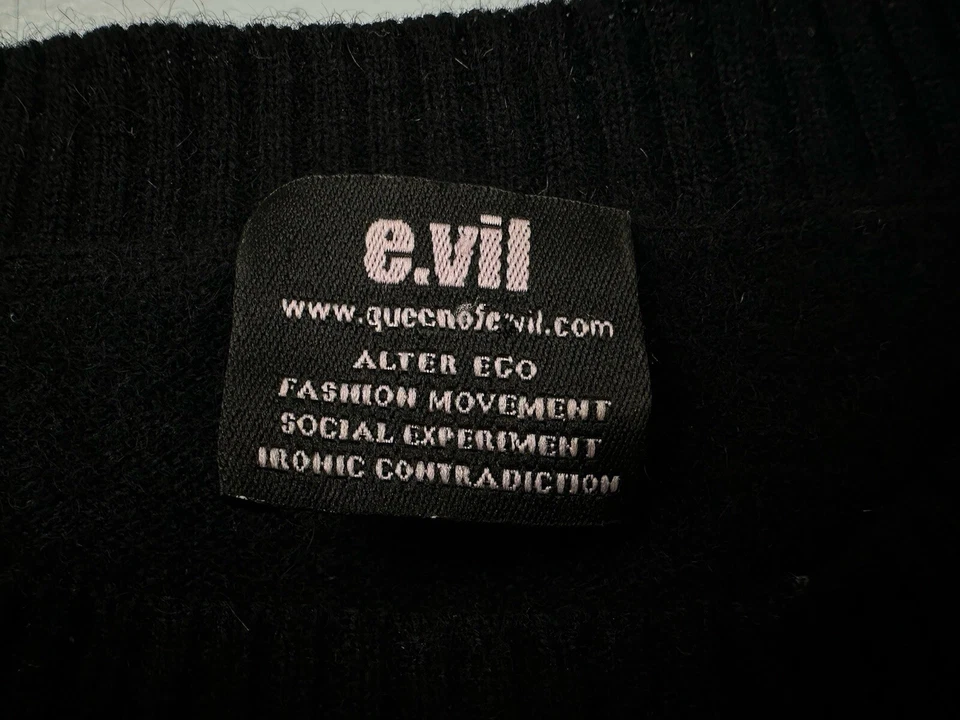 e.vil
www.queenofevil.com
ALTER EGO
FASHION MOVEMENT
SOCIAL EXPERIMENT
IRONIC CONTRADICTION